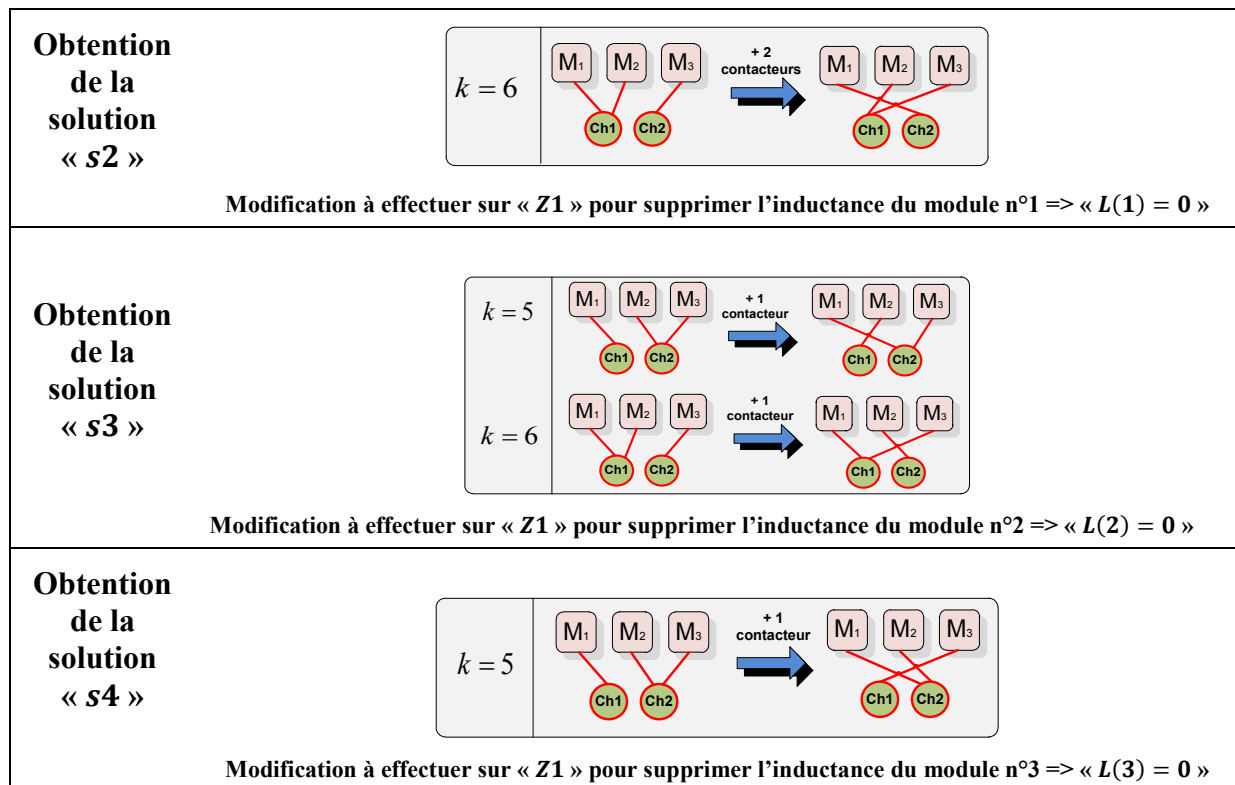 Obtention
de la
solution
« s2 »
k = 6
M1 M2 M3
Ch1 Ch2
+ 2
contacteurs
M1 M2 M3
Ch1 Ch2
Modification à effectuer sur « Z1 » pour supprimer l’inductance du module n°1 => « L(1) = 0 »
Obtention
de la
solution
« s3 »
k = 5
M1 M2 M3
Ch1 Ch2
+ 1
contacteur
M1 M2 M3
Ch1 Ch2
k = 6
M1 M2 M3
Ch1 Ch2
+ 1
contacteur
M1 M2 M3
Ch1 Ch2
Modification à effectuer sur « Z1 » pour supprimer l’inductance du module n°2 => « L(2) = 0 »
Obtention
de la
solution
« s4 »
k = 5
M1 M2 M3
Ch1 Ch2
+ 1
contacteur
M1 M2 M3
Ch1 Ch2
Modification à effectuer sur « Z1 » pour supprimer l’inductance du module n°3 => « L(3) = 0 »